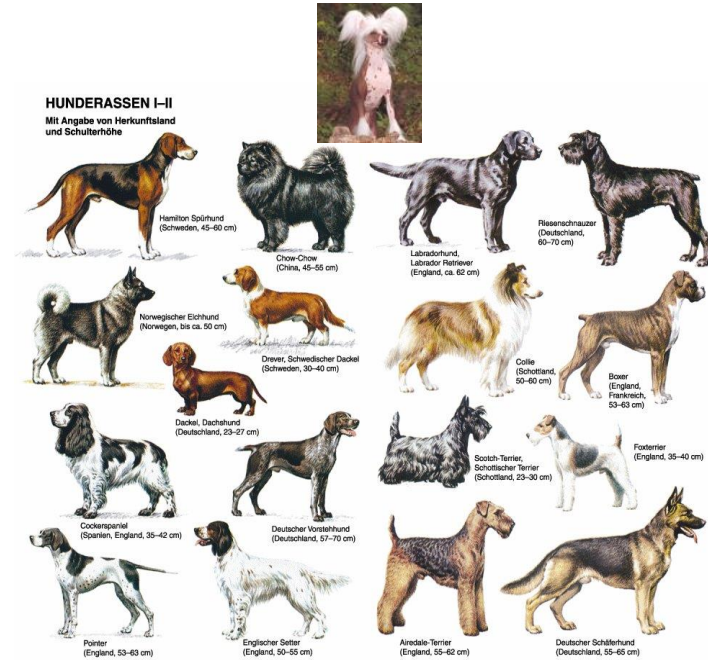 HUNDERASSEN I–II
Mit Angabe von Herkunftsland
und Schulterhöhe
Hamilton Spürhund
(Schweden, 45–60 cm)
Chow-Chow
(China, 45–55 cm)
Labradorhund,
Labrador Retriever
(England, ca. 62 cm)
Riesenschnauzer
(Deutschland,
60–70 cm)
Norwegischer Elchhund
(Norwegen, bis ca. 50 cm)
Drever, Schwedischer Dackel
(Schweden, 30–40 cm)
Dackel, Dachshund
(Deutschland, 23–27 cm)
Collie
(Schottland,
50–60 cm)
Boxer
(England,
Frankreich,
53–63 cm)
Cockerspaniel
(Spanien, England, 35–42 cm)
Deutscher Vorstehhund
(Deutschland, 57–70 cm)
Scotch-Terrier,
Schottischer Terrier
(Schottland, 23–30 cm)
Foxterrier
(England, 35–40 cm)
Pointer
(England, 53–63 cm)
Englischer Setter
(England, 50–55 cm)
Airedale-Terrier
(England, 55–62 cm)
Deutscher Schäferhund
(Deutschland, 55–65 cm)